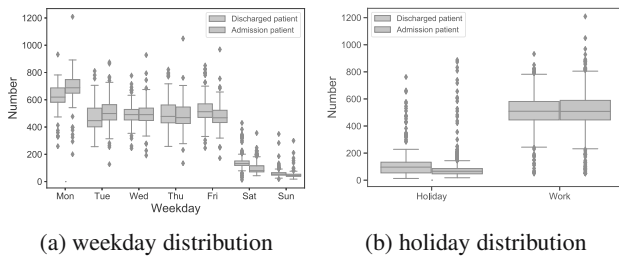 1200
1000
800
600
400
200
0
Number
Discharged patient
Admission patient
Mon Tue Wed Thu Fri Sat Sun
Weekday
(a) weekday distribution
1200
1000
800
600
400
200
0
Number
Discharged patient
Admission patient
Holiday Work
(b) holiday distribution